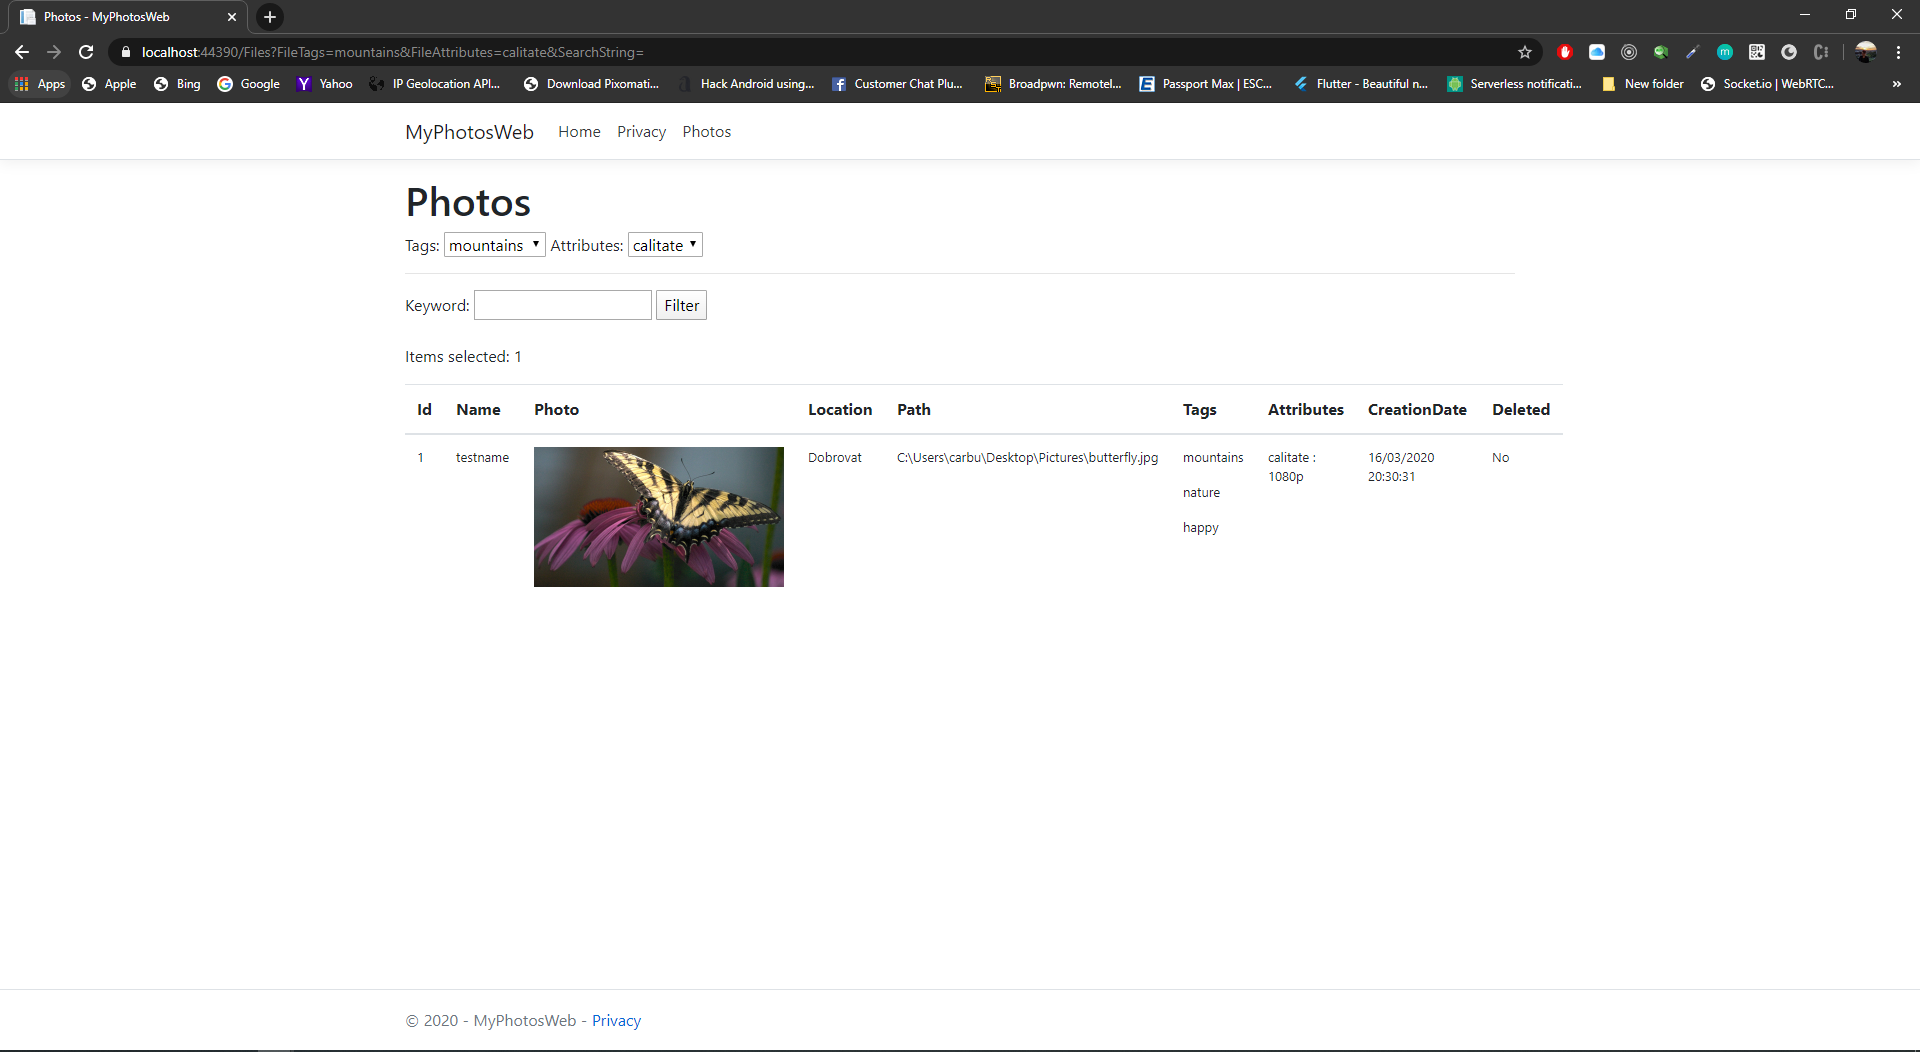 Photos - MyPhotosWeb
localhost:44390/Files?FileTags=mountains&FileAttributes=calitate&SearchString=
Apps Apple Bing Google Yahoo IP Geolocation API... Download Pixomati... Hack Android using... Customer Chat Plu... Broadpwn: Remotel... Passport Max | ESC... Flutter - Beautiful n... Serverless notificati... New folder Socket.io | WebRTC... »
MyPhotosWeb Home Privacy Photos
Photos
Tags: mountains Attributes: calitate
Keyword: Filter
Items selected: 1
Id Name Photo Location Path Tags Attributes CreationDate Deleted
1 testname Dobrovat C:\Users\carbu\Desktop\Pictures\butterfly.jpg mountains calitate : 16/03/2020 No
1080p 20:30:31
nature
happy
© 2020 - MyPhotosWeb - Privacy